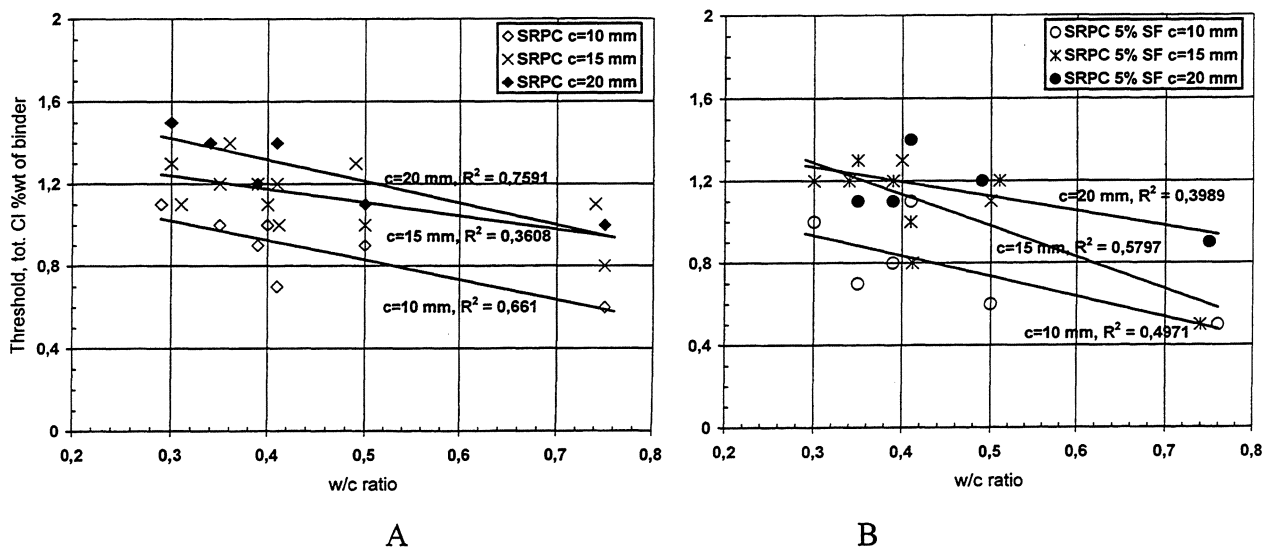 2
1,6
1,2
0,8
0,4
0
Threshold, tot. Cl %wt of binder
SRPC c=10 mm
SRPC c=15 mm
SRPC c=20 mm
c=20 mm, R² = 0,7591
c=15 mm, R² = 0,3608
c=10 mm, R² = 0,661
0,2 0,3 0,4 0,5 0,6 0,7 0,8
w/c ratio
A
2
1,6
1,2
0,8
0,4
0
SRPC 5% SF c=10 mm
SRPC 5% SF c=15 mm
SRPC 5% SF c=20 mm
c=20 mm, R² = 0,3989
c=15 mm, R² = 0,5797
c=10 mm, R² = 0,4971
0,2 0,3 0,4 0,5 0,6 0,7 0,8
w/c ratio
B